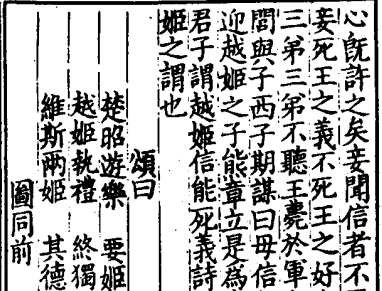 心既許之矣妾聞信者不
妾死王之義不死王之好
三弟三弟不聽王薨於軍
閭與子西子期謀曰母信
迎越姬之子熊章立是為
君子謂越姬信能死義詩
姬之謂也
頌曰
楚昭遊樂　要姬
越姬執禮　終獨
維斯兩姬　其德
圖同前